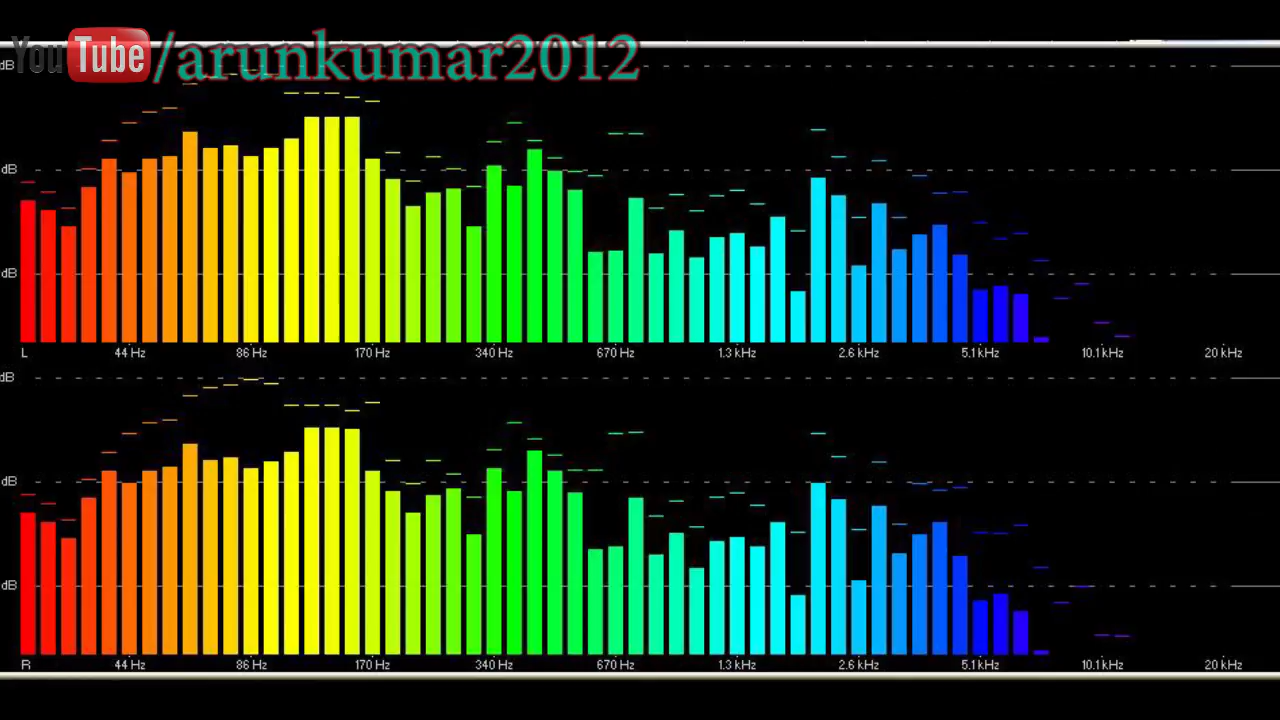 YouTube/arunkumar2012
dB
dB
dB
L 44 Hz 86 Hz 170 Hz 340 Hz 670 Hz 1.3 kHz 2.6 kHz 5.1 kHz 10.1 kHz 20 kHz
dB
dB
dB
R 44 Hz 86 Hz 170 Hz 340 Hz 670 Hz 1.3 kHz 2.6 kHz 5.1 kHz 10.1 kHz 20 kHz